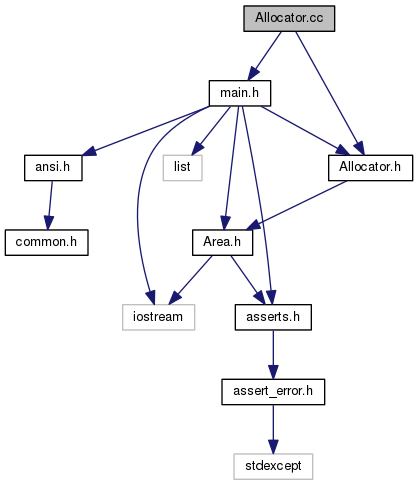 Allocator.cc
main.h
ansi.h
list
Allocator.h
common.h
Area.h
iostream
asserts.h
assert_error.h
stdexcept